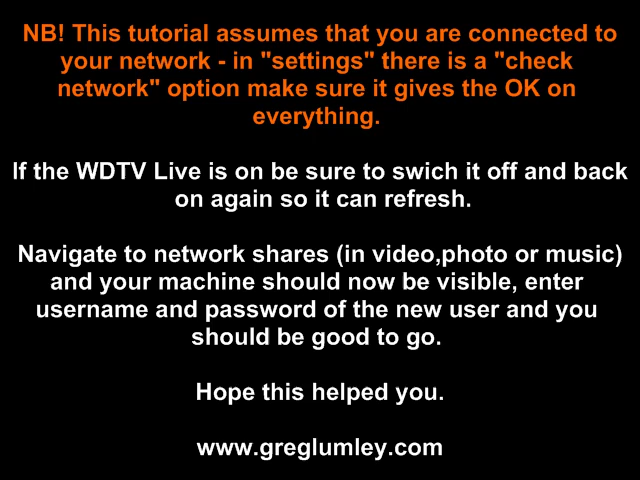 NB! This tutorial assumes that you are connected to
your network - in "settings" there is a "check
network" option make sure it gives the OK on
everything.
If the WDTV Live is on be sure to swich it off and back
on again so it can refresh.
Navigate to network shares (in video,photo or music)
and your machine should now be visible, enter
username and password of the new user and you
should be good to go.
Hope this helped you.
www.greglumley.com